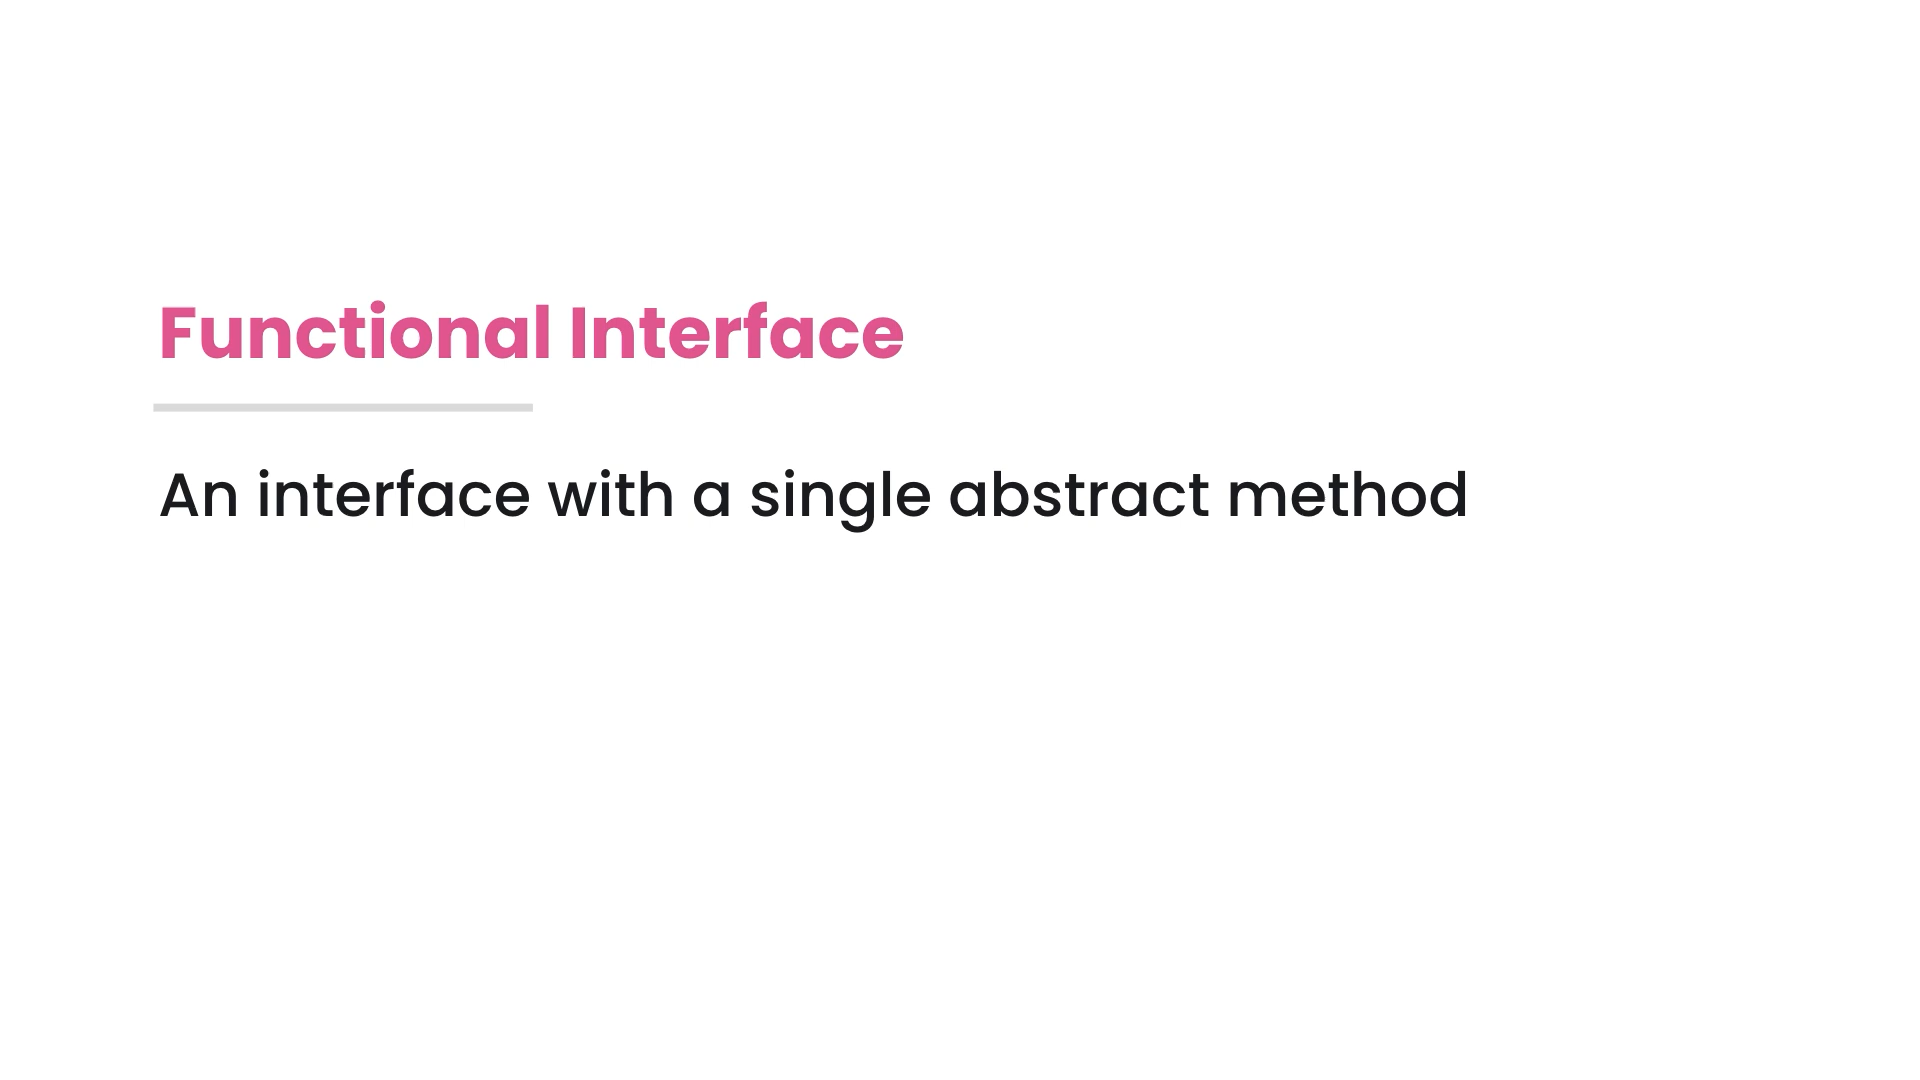 Functional Interface
An interface with a single abstract method